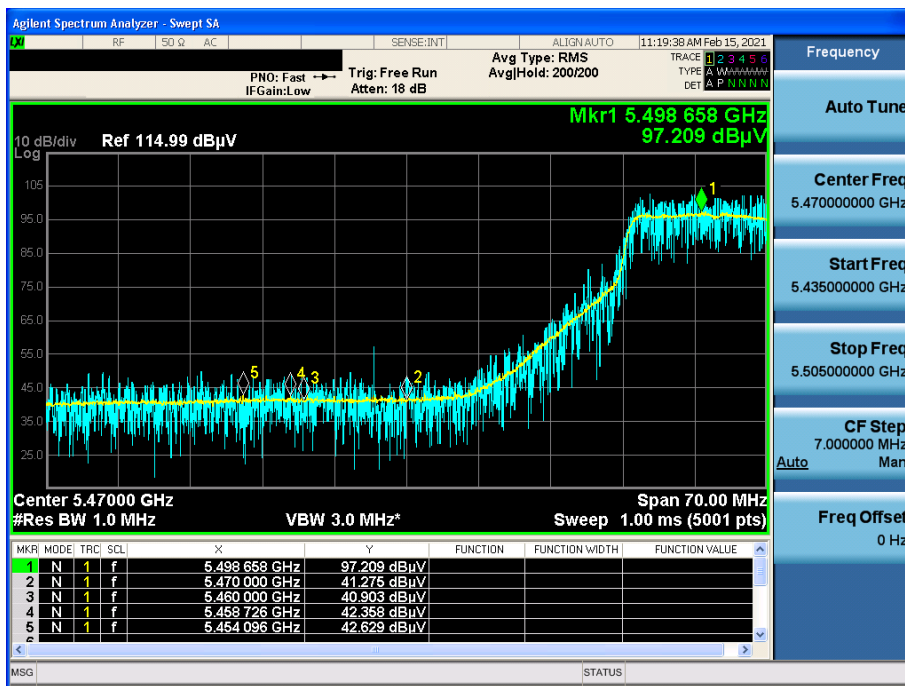 Agilent Spectrum Analyzer - Swept SA
LXI RF 50 Ω AC SENSE:INT ALIGN AUTO 11:19:38 AM Feb 15, 2021
Frequency
PNO: Fast
IFGain:Low
Trig: Free Run
Atten: 18 dB
Avg Type: RMS
Avg|Hold: 200/200
TRACE 1 2 3 4 5 6
TYPE A WWWWW
DET A P N N N N
Auto Tune
Mkr1 5.498 658 GHz
97.209 dBµV
10 dB/div Ref 114.99 dBµV
Log
105
95.0
85.0
75.0
65.0
55.0
45.0
35.0
25.0
1
5
4
3
2
Center 5.47000 GHz
Span 70.00 MHz
#Res BW 1.0 MHz
VBW 3.0 MHz*
Sweep 1.00 ms (5001 pts)
Center Freq
5.470000000 GHz
Start Freq
5.435000000 GHz
Stop Freq
5.505000000 GHz
CF Step
7.000000 MHz
Auto Man
Freq Offset
0 Hz
MKR MODE TRC SCL X Y FUNCTION FUNCTION WIDTH FUNCTION VALUE
1 N 1 f 5.498 658 GHz 97.209 dBµV
2 N 1 f 5.470 000 GHz 41.275 dBµV
3 N 1 f 5.460 000 GHz 40.903 dBµV
4 N 1 f 5.458 726 GHz 42.358 dBµV
5 N 1 f 5.454 096 GHz 42.629 dBµV
6
MSG STATUS